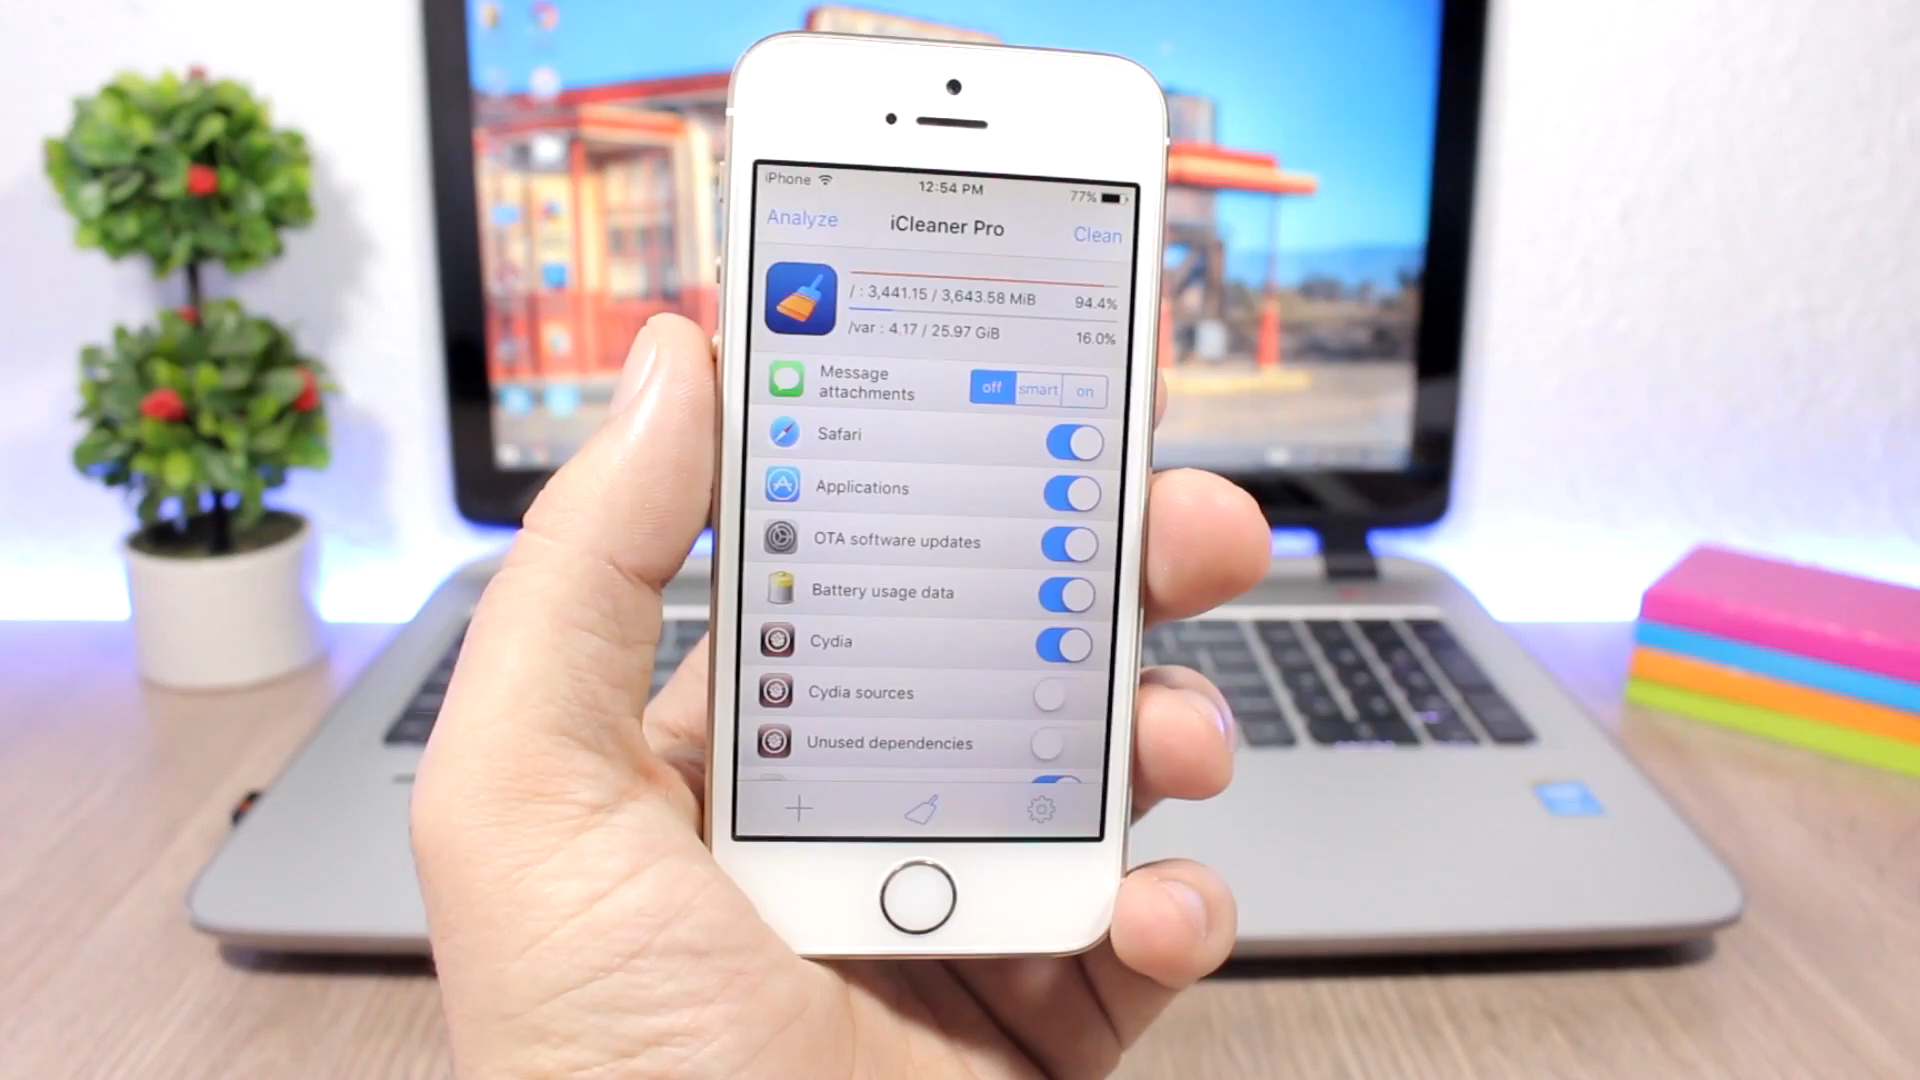 iPhone 12:54 PM 77%
Analyze iCleaner Pro Clean
/ : 3,441.15 / 3,643.58 MiB 94.4%
/var : 4.17 / 25.97 GiB 16.0%
Message
attachments off smart on
Safari
Applications
OTA software updates
Battery usage data
Cydia
Cydia sources
Unused dependencies